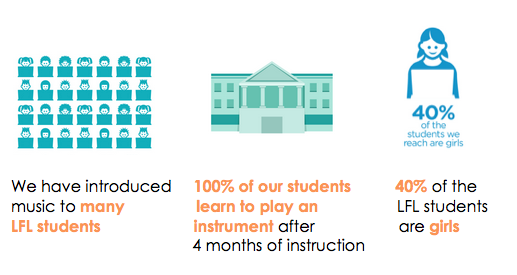 40%
of the
students we
reach are girls
We have introduced
music to many
LFL students
100% of our students
learn to play an
instrument after
4 months of instruction
40% of the
LFL students
are girls